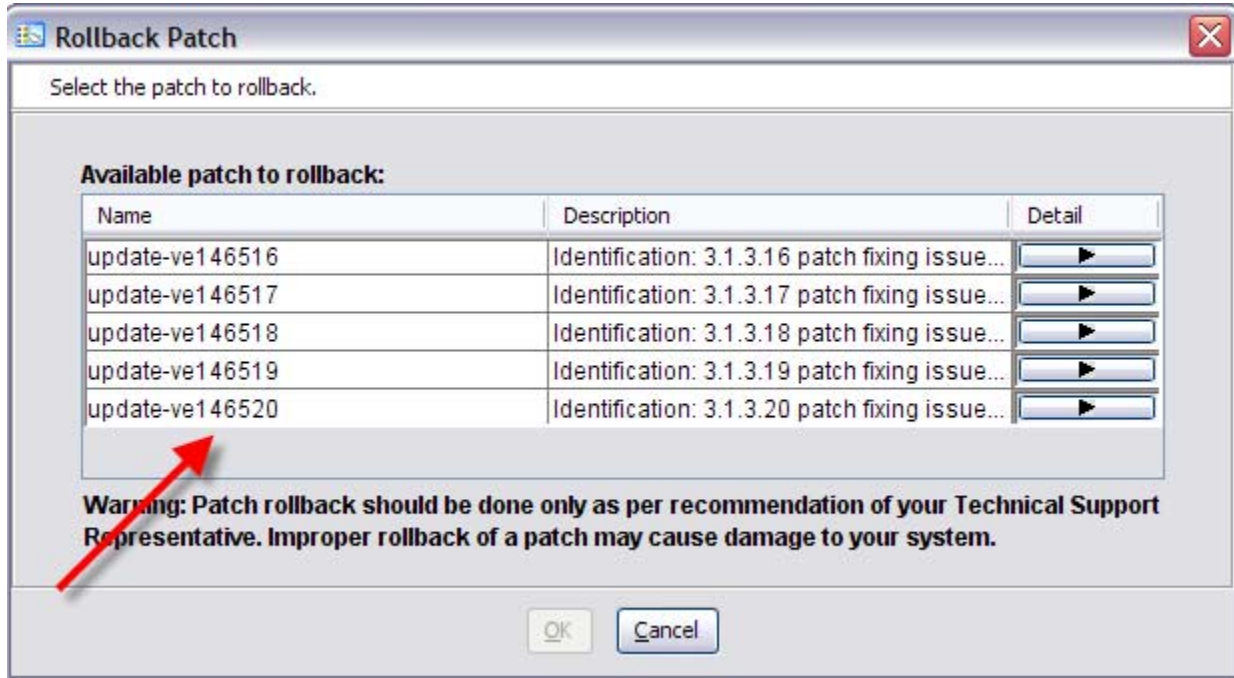 Rollback Patch
Select the patch to rollback.
Available patch to rollback:
Name Description Detail
update-ve146516 Identification: 3.1.3.16 patch fixing issue...
update-ve146517 Identification: 3.1.3.17 patch fixing issue...
update-ve146518 Identification: 3.1.3.18 patch fixing issue...
update-ve146519 Identification: 3.1.3.19 patch fixing issue...
update-ve146520 Identification: 3.1.3.20 patch fixing issue...
Warning: Patch rollback should be done only as per recommendation of your Technical Support
Representative. Improper rollback of a patch may cause damage to your system.
OK Cancel